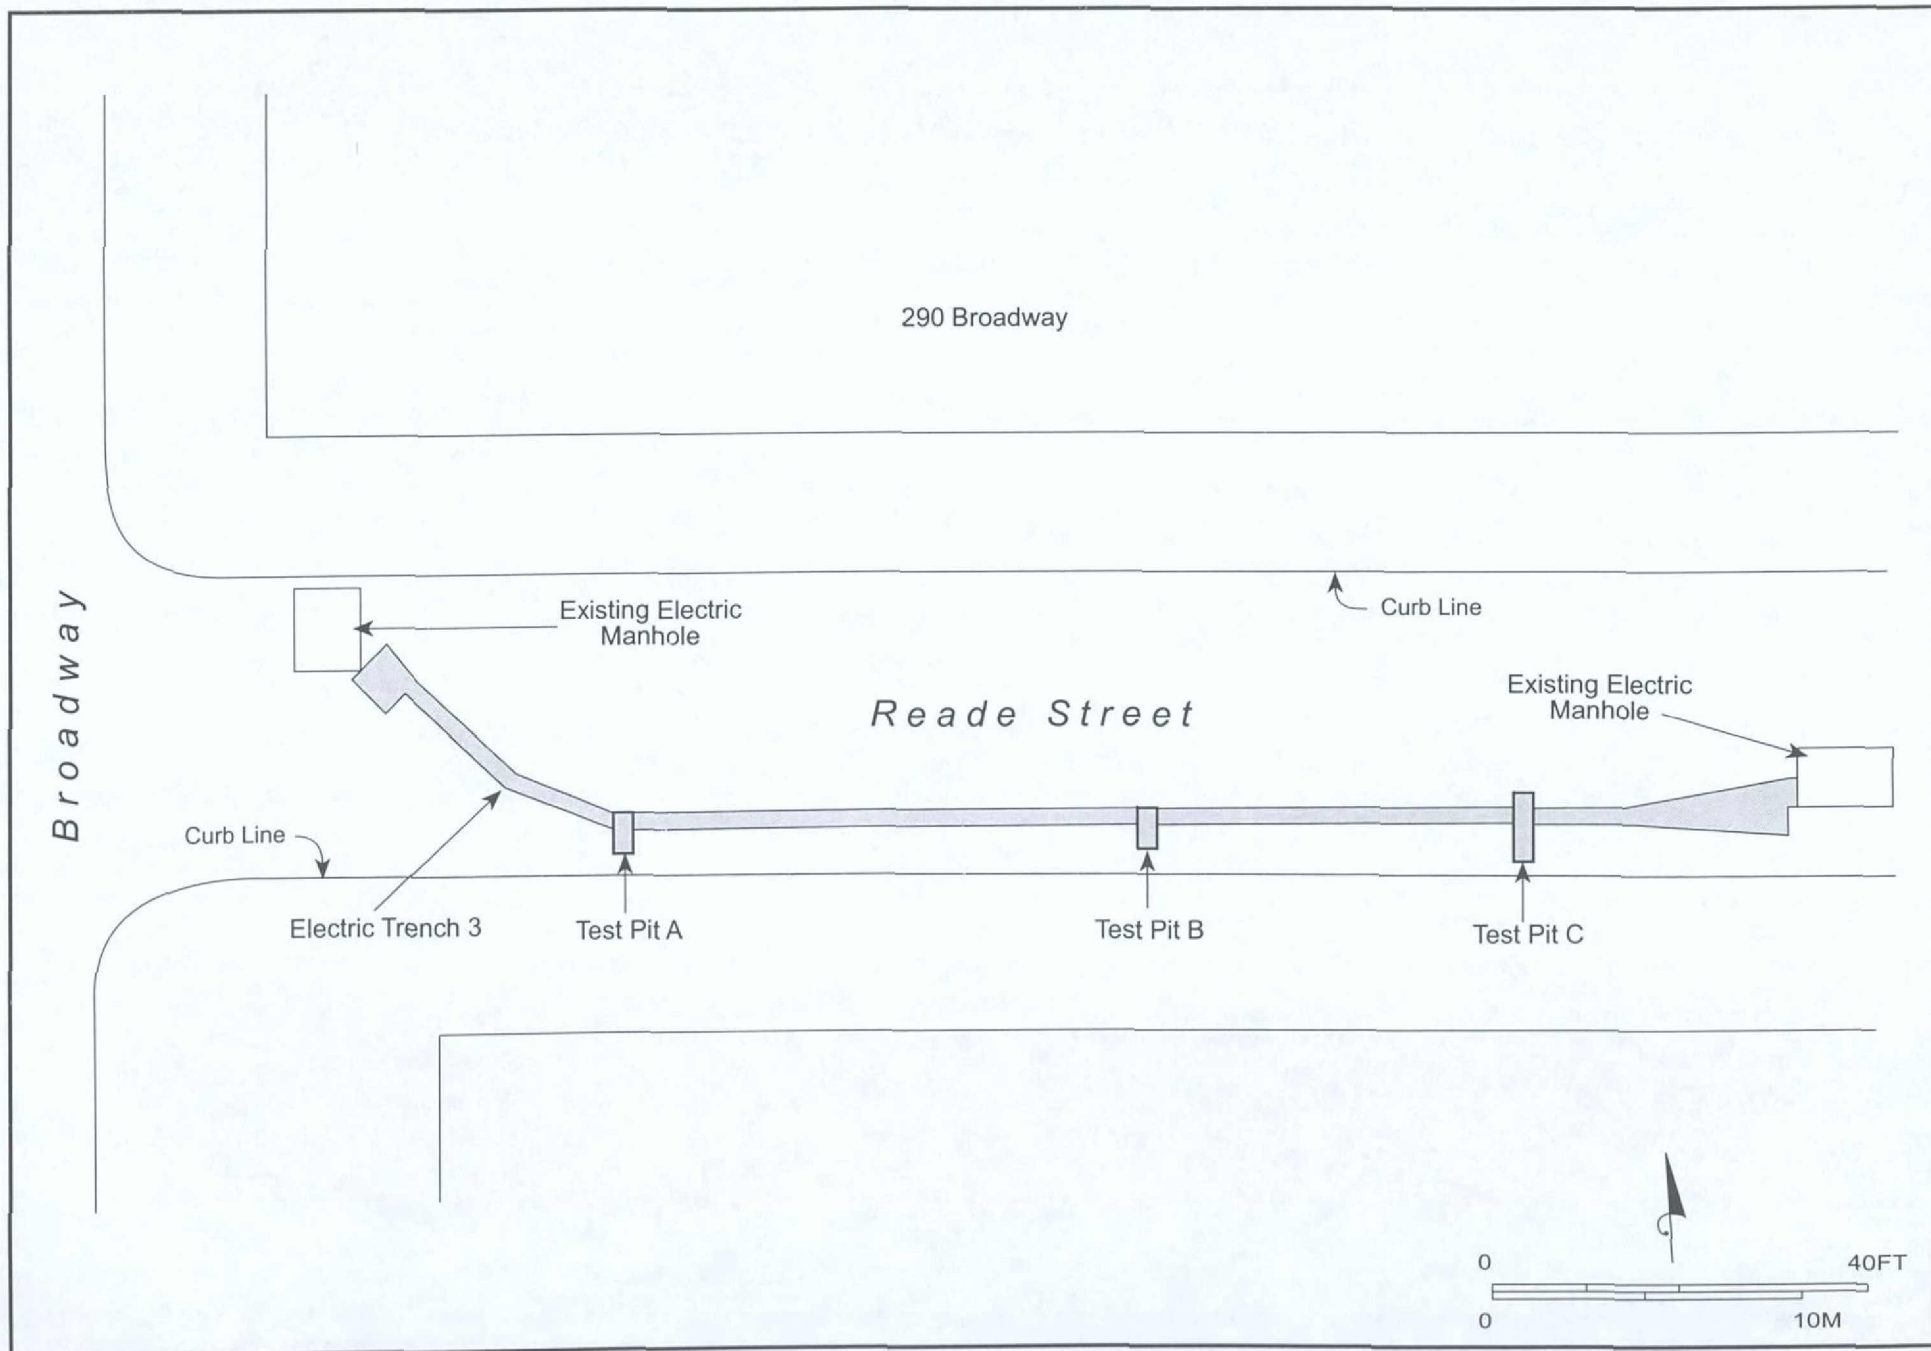 290 Broadway
Broadway
Existing Electric
Manhole
Curb Line
Reade Street
Existing Electric
Manhole
Curb Line
Electric Trench 3
Test Pit A
Test Pit B
Test Pit C
0
40FT
0
10M